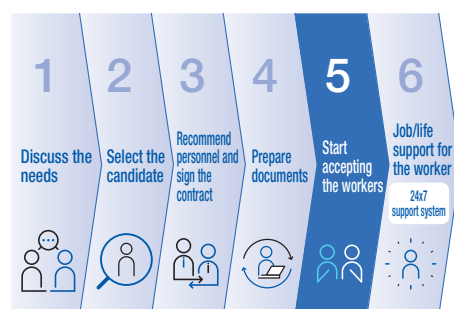 1
Discuss the
needs
2
Select the
candidate
3
Recommend
personnel and
sign the
contract
4
Prepare
documents
5
Start
accepting
the workers
6
Job/life
support for
the worker
24x7
support system